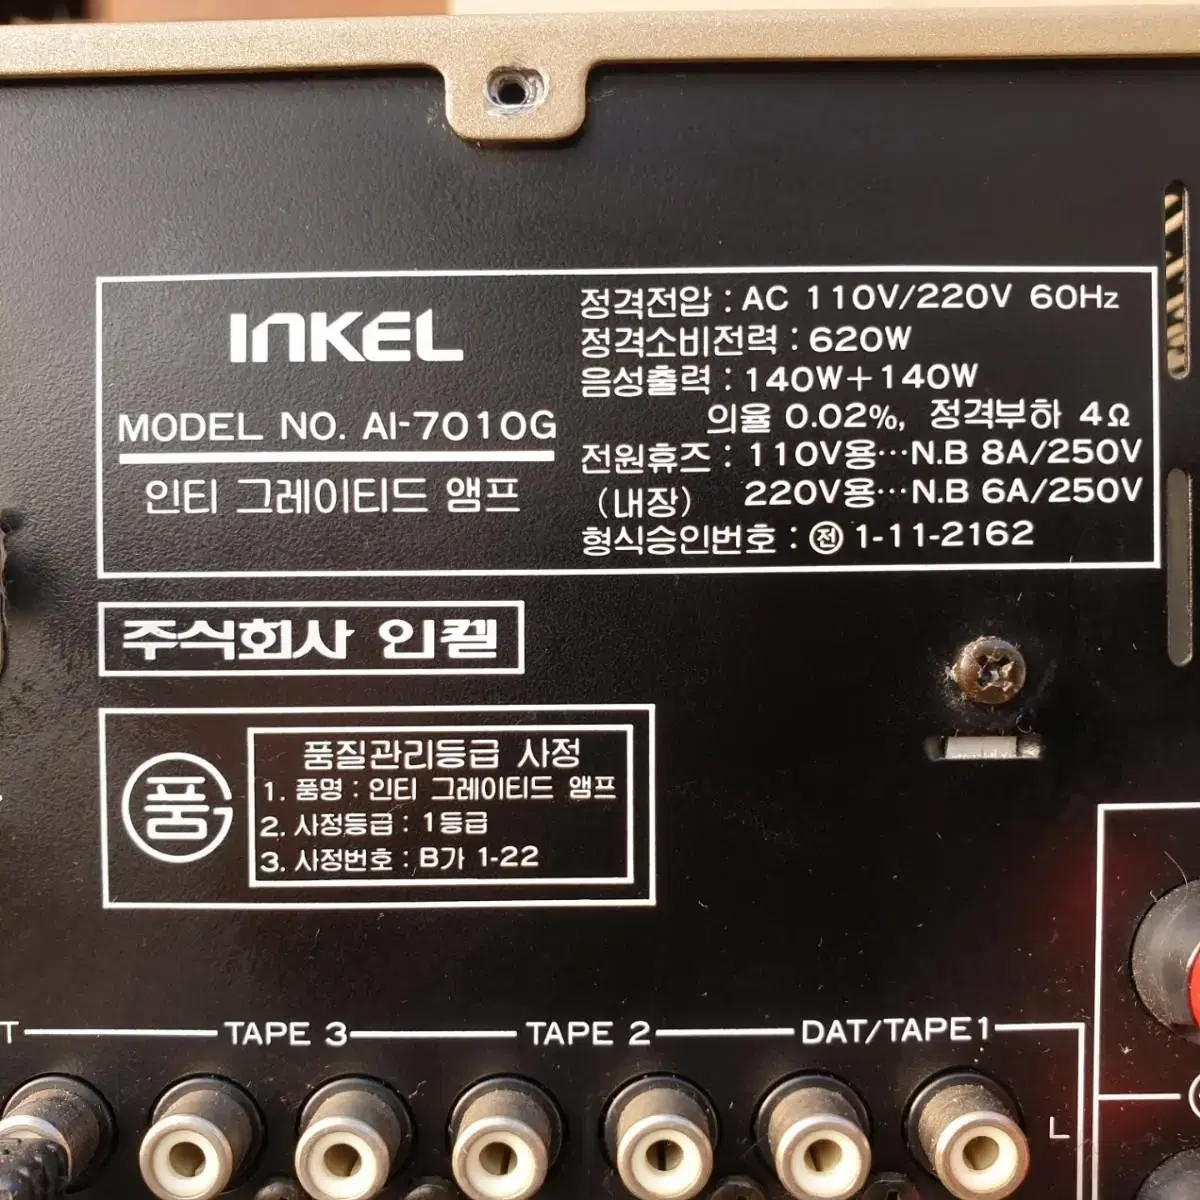 INKEL
MODEL NO. AI-7010G
인티 그레이티드 앰프
정격전압 : AC 110V/220V 60Hz
정격소비전력 : 620W
음성출력 : 140W+140W
의율 0.02%, 정격부하 4Ω
전원휴즈 : 110V용…N.B 8A/250V
(내장) 220V용…N.B 6A/250V
형식승인번호 : ㉠1-11-2162
주식회사 인켈
품
품질관리등급 사정
1. 품명 : 인티 그레이티드 앰프
2. 사정등급 : 1등급
3. 사정번호 : B가 1-22
T TAPE 3 TAPE 2 DAT/TAPE1
L